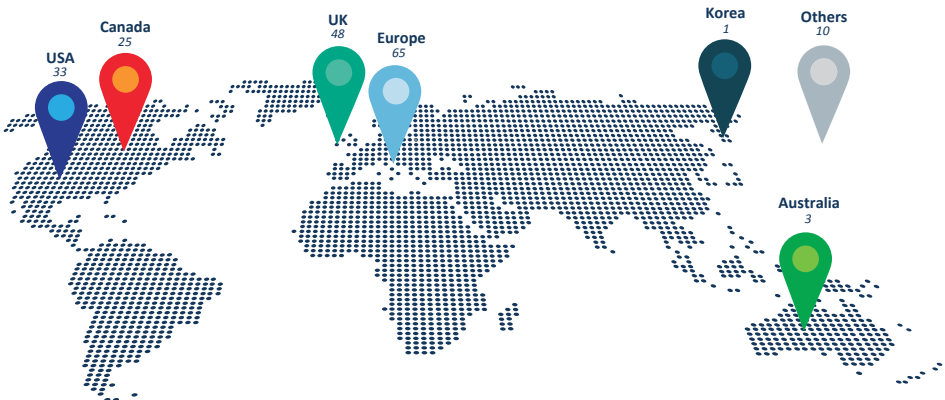 USA
33
Canada
25
UK
48
Europe
65
Korea
1
Others
10
Australia
3